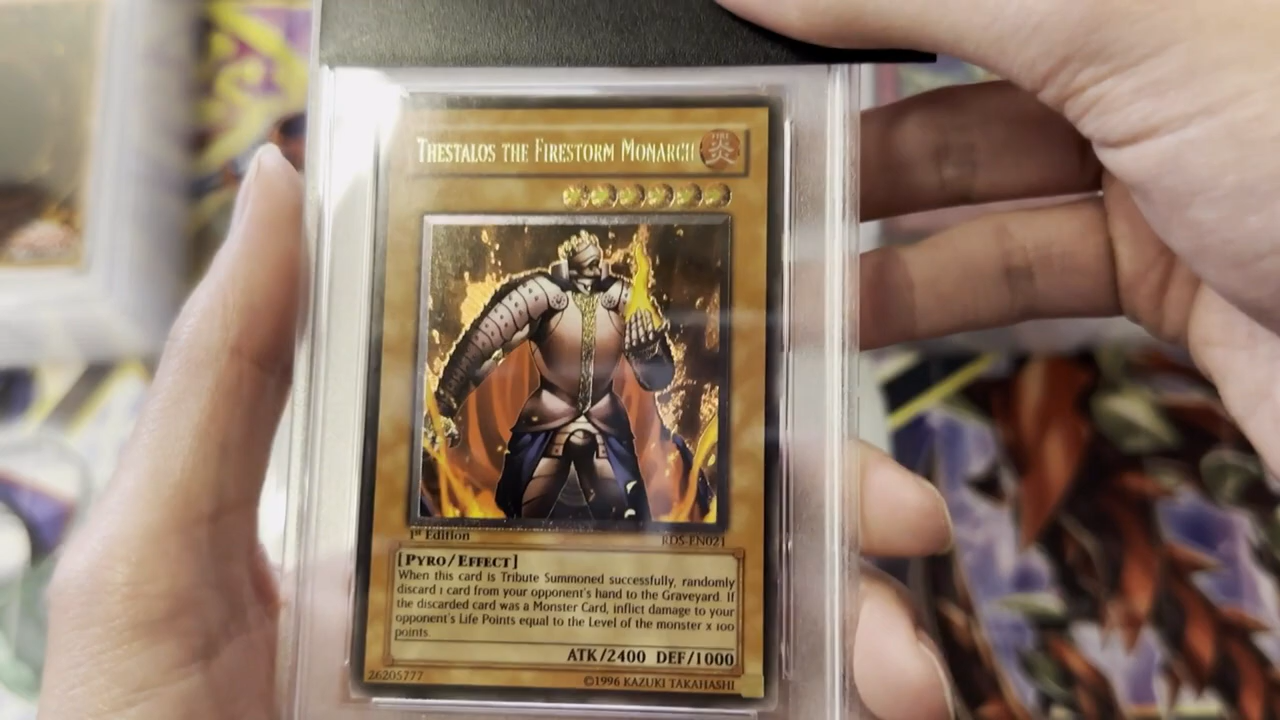 THESTALOS THE FIRESTORM MONARCH
FIRE
炎
1st Edition
RDS-EN021
[PYRO/EFFECT]
When this card is Tribute Summoned successfully, randomly
discard 1 card from your opponent's hand to the Graveyard. If
the discarded card was a Monster Card, inflict damage to your
opponent's Life Points equal to the Level of the monster x 100
points.
ATK/2400 DEF/1000
26205777
©1996 KAZUKI TAKAHASHI